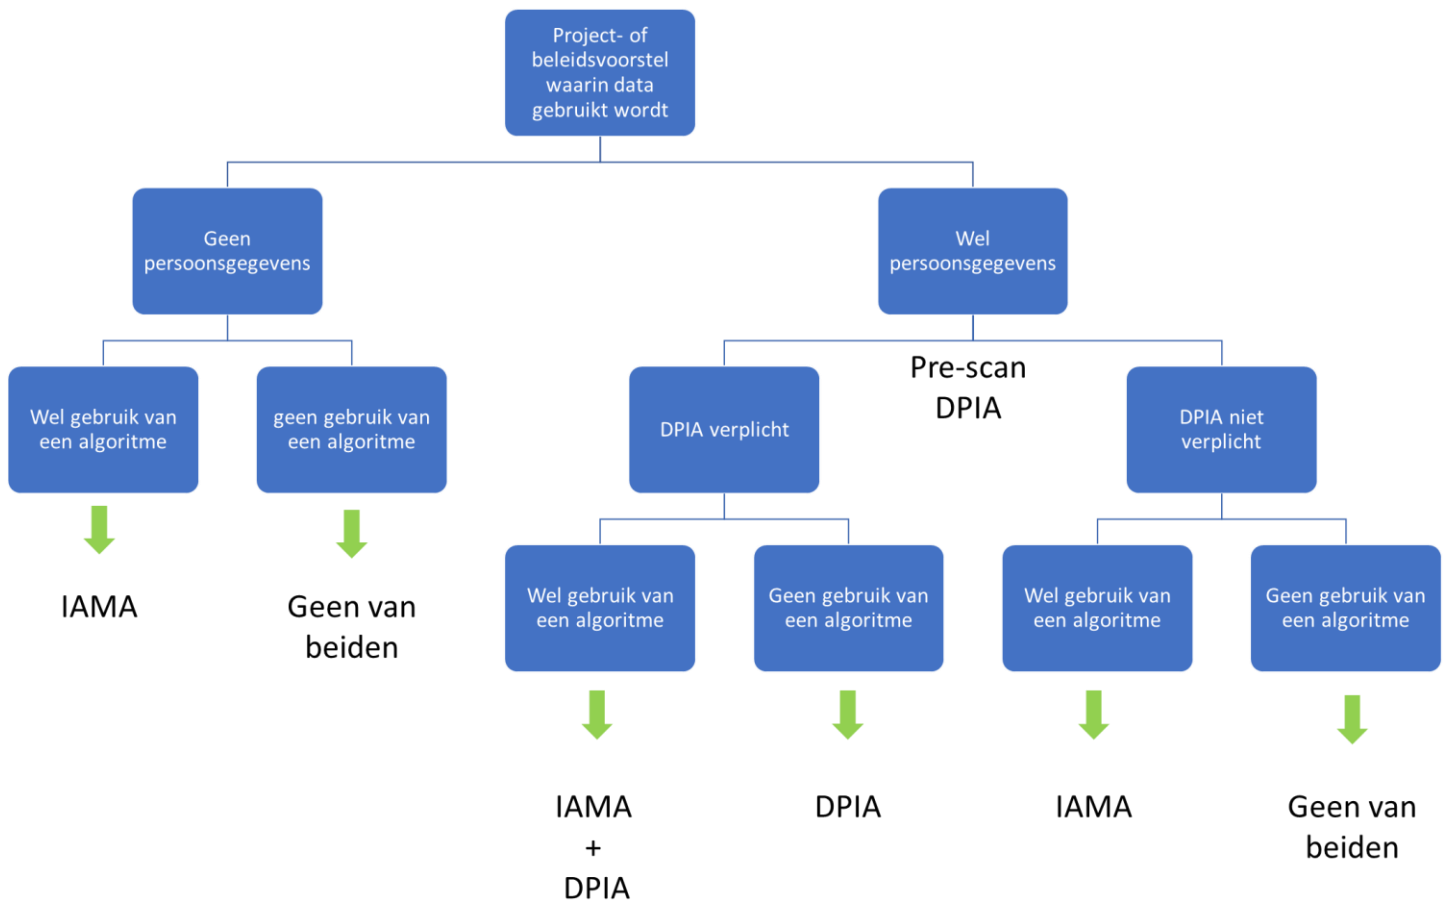 Project- of
beleidsvoorstel
waarin data
gebruikt wordt
Geen
persoonsgegevens
Wel
persoonsgegevens
Wel gebruik van
een algoritme
geen gebruik van
een algoritme
DPIA verplicht
Pre-scan
DPIA
DPIA niet
verplicht
IAMA
Geen van
beiden
Wel gebruik van
een algoritme
Geen gebruik van
een algoritme
Wel gebruik van
een algoritme
Geen gebruik van
een algoritme
IAMA
+
DPIA
DPIA
IAMA
Geen van
beiden